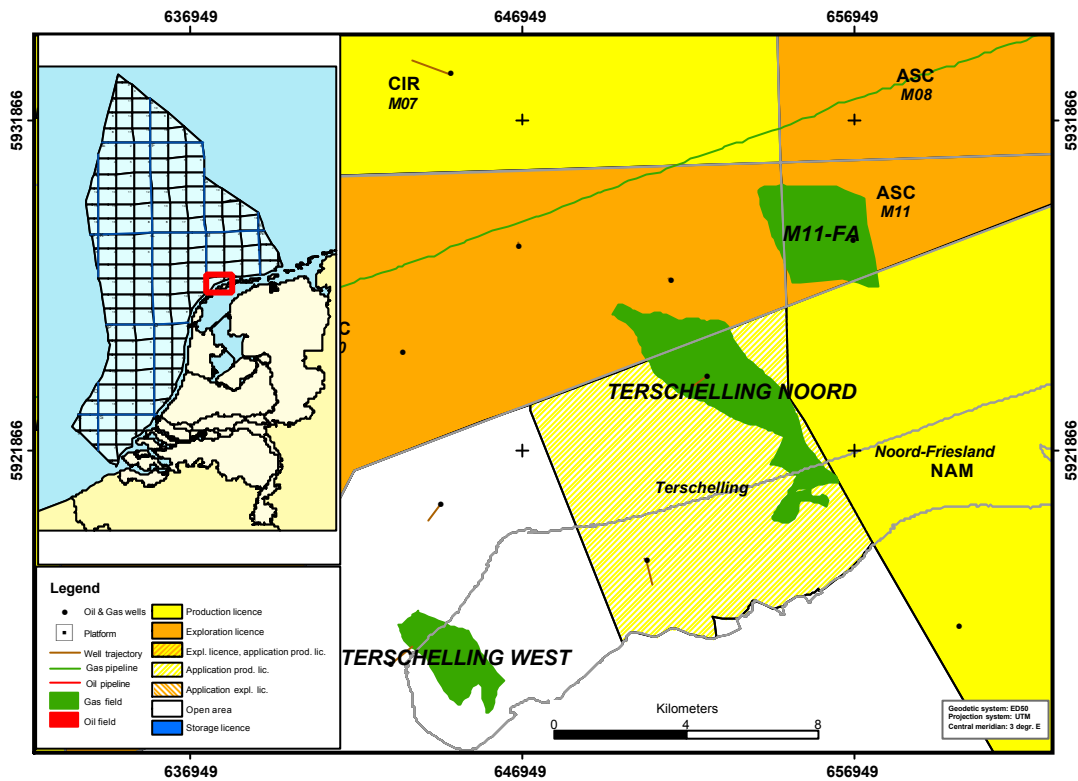 636949
646949
656949
5931866
5931866
CIR
M07
ASC
M08
ASC
M11
M11-FA
C
TERSCHELLING NOORD
5921866
5921866
Noord-Friesland
NAM
Terschelling
TERSCHELLING WEST
Legend
Oil & Gas wells
Platform
Well trajectory
Gas pipeline
Oil pipeline
Gas field
Oil field
Production licence
Exploration licence
Expl. licence, application prod. lic.
Application prod. lic.
Application expl. lic.
Open area
Storage licence
Kilometers
0
4
8
Geodetic system: ED50
Projection system: UTM
Central meridian: 3 degr. E
636949
646949
656949